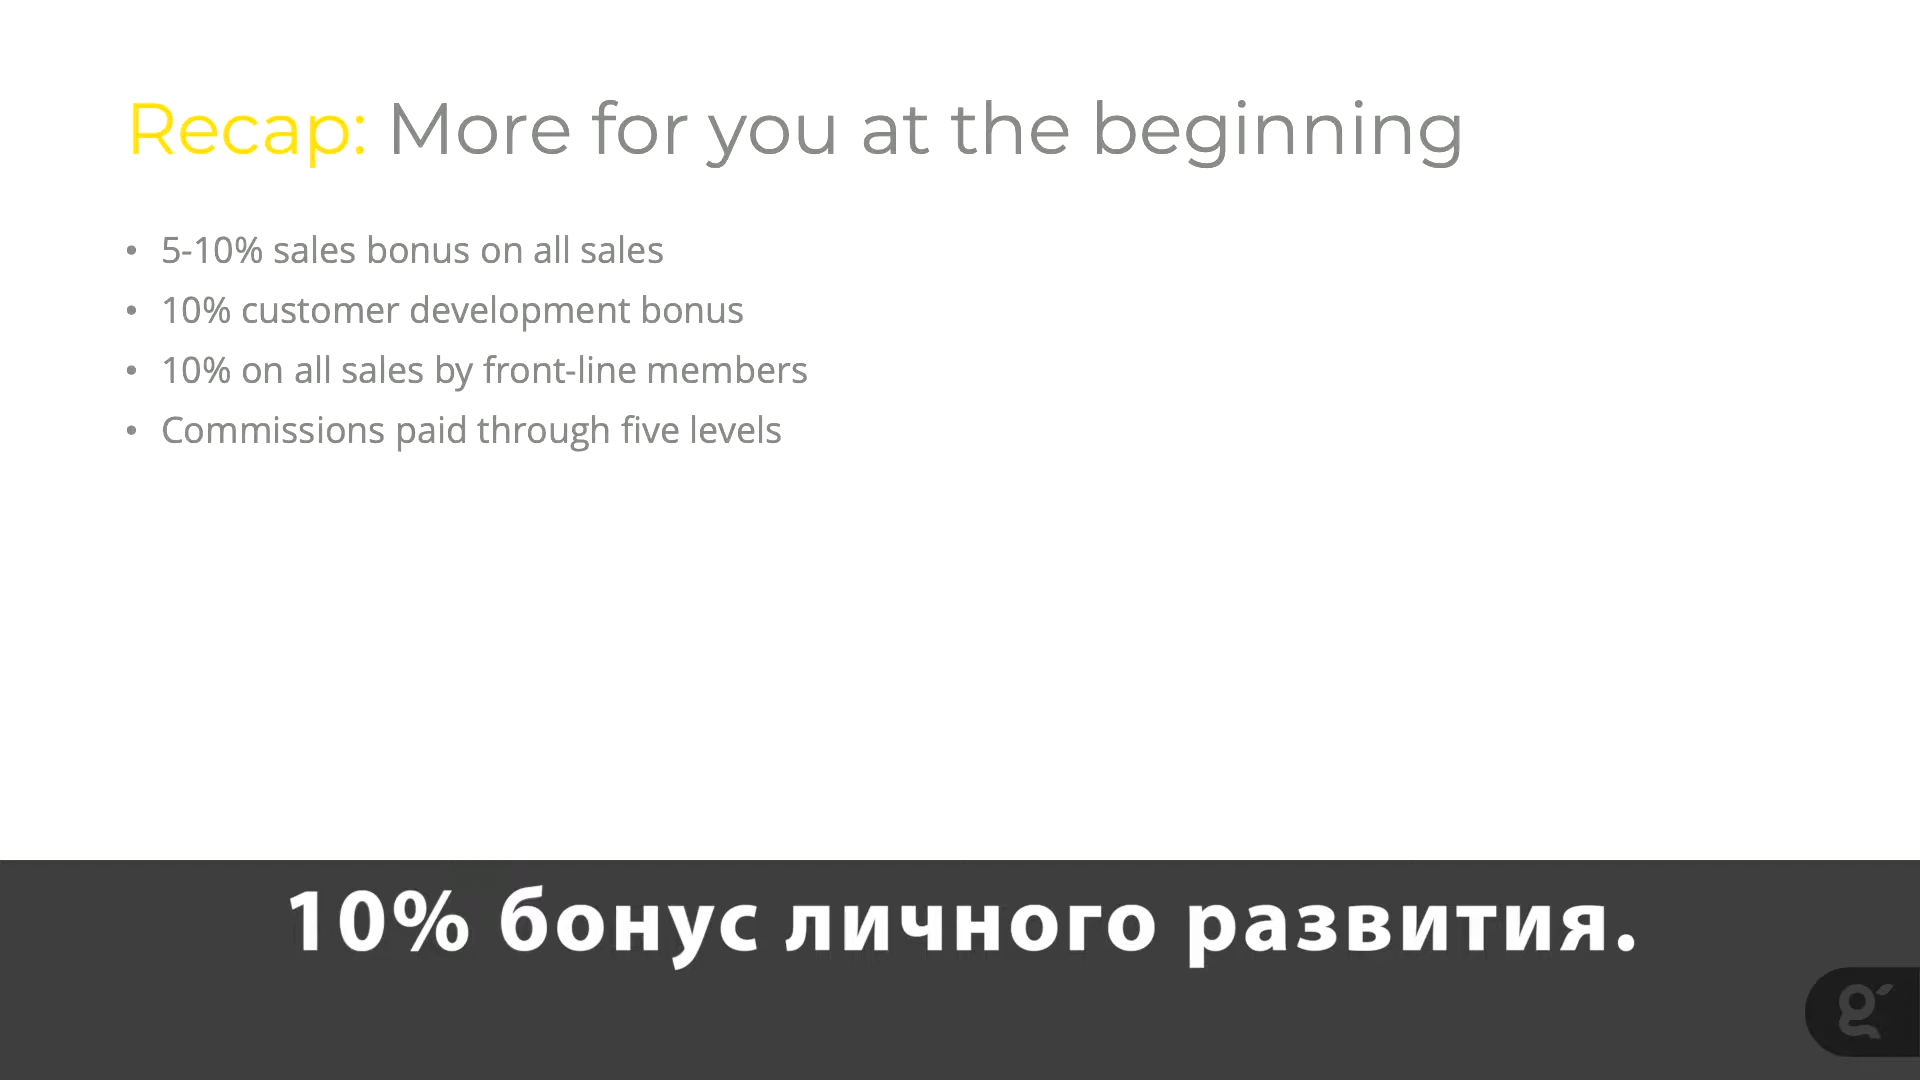 Recap: More for you at the beginning
• 5-10% sales bonus on all sales
• 10% customer development bonus
• 10% on all sales by front-line members
• Commissions paid through five levels
10% бонус личного развития.
g